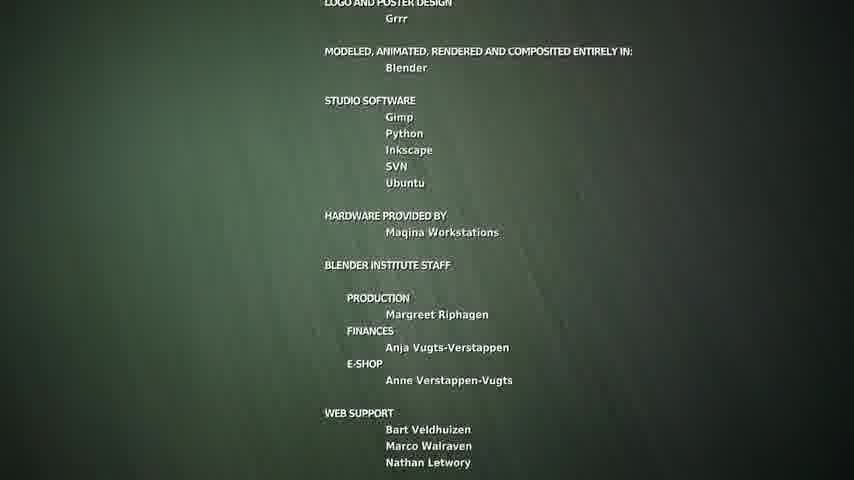 LOGO AND POSTER DESIGN
Grrr
MODELED, ANIMATED, RENDERED AND COMPOSITED ENTIRELY IN:
Blender
STUDIO SOFTWARE
Gimp
Python
Inkscape
SVN
Ubuntu
HARDWARE PROVIDED BY
Maqina Workstations
BLENDER INSTITUTE STAFF
PRODUCTION
Margreet Riphagen
FINANCES
Anja Vugts-Verstappen
E-SHOP
Anne Verstappen-Vugts
WEB SUPPORT
Bart Veldhuizen
Marco Walraven
Nathan Letwory